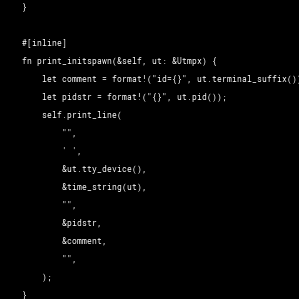 }
#[inline]
fn print_initspawn(&self, ut: &Utmpx) {
let comment = format!("id={}", ut.terminal_suffix())
let pidstr = format!("{}", ut.pid());
self.print_line(
"",
' ',
&ut.tty_device(),
&time_string(ut),
"",
&pidstr,
&comment,
"",
);
}